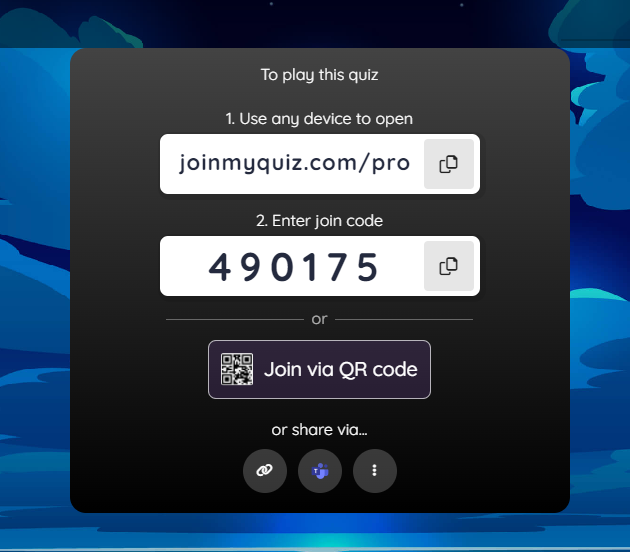 To play this quiz
1. Use any device to open
joinmyquiz.com/pro
2. Enter join code
490175
or
Join via QR code
or share via...
T